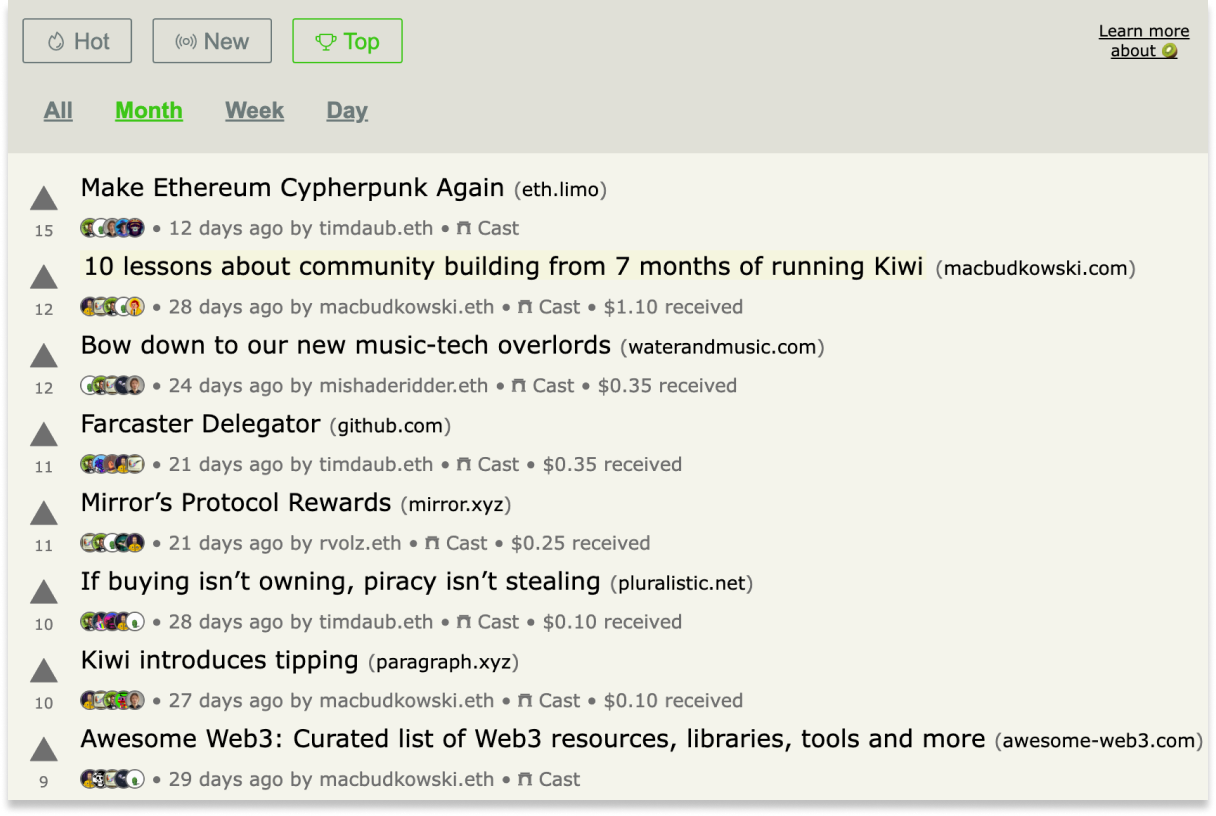 Hot New Top
Learn more
about
All Month Week Day
Make Ethereum Cypherpunk Again (eth.limo)
15
• 12 days ago by timdaub.eth • Cast
10 lessons about community building from 7 months of running Kiwi (macbudkowski.com)
12
• 28 days ago by macbudkowski.eth • Cast • $1.10 received
Bow down to our new music-tech overlords (waterandmusic.com)
12
• 24 days ago by mishaderidder.eth • Cast • $0.35 received
Farcaster Delegator (github.com)
11
• 21 days ago by timdaub.eth • Cast • $0.35 received
Mirror’s Protocol Rewards (mirror.xyz)
11
• 21 days ago by rvolz.eth • Cast • $0.25 received
If buying isn’t owning, piracy isn’t stealing (pluralistic.net)
10
• 28 days ago by timdaub.eth • Cast • $0.10 received
Kiwi introduces tipping (paragraph.xyz)
10
• 27 days ago by macbudkowski.eth • Cast • $0.10 received
Awesome Web3: Curated list of Web3 resources, libraries, tools and more (awesome-web3.com)
9
• 29 days ago by macbudkowski.eth • Cast